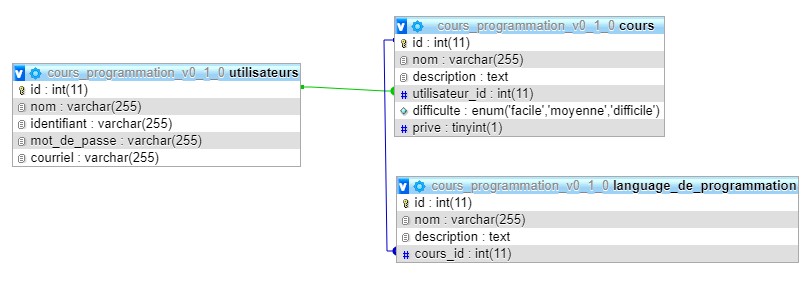 cours_programmation_v0_1_0 utilisateurs
id : int(11)
nom : varchar(255)
identifiant : varchar(255)
mot_de_passe : varchar(255)
courriel : varchar(255)
cours_programmation_v0_1_0 cours
id : int(11)
nom : varchar(255)
description : text
utilisateur_id : int(11)
difficulte : enum('facile','moyenne','difficile')
prive : tinyint(1)
cours_programmation_v0_1_0 language_de_programmation
id : int(11)
nom : varchar(255)
description : text
cours_id : int(11)